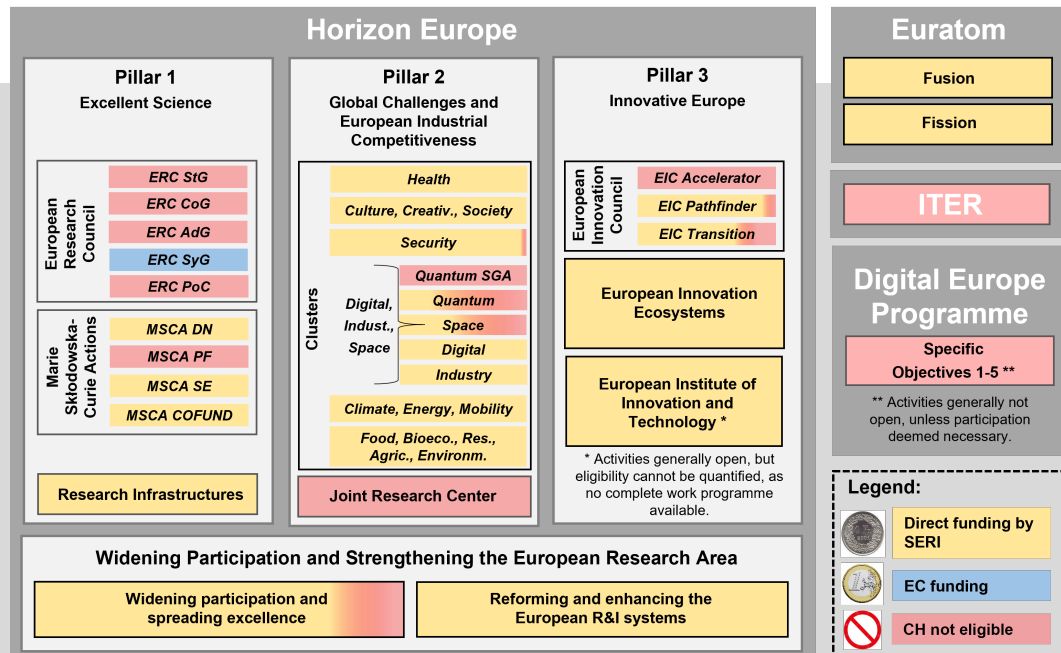 Horizon Europe
Pillar 1
Excellent Science
European
Research
Council
ERC StG
ERC CoG
ERC AdG
ERC SyG
ERC PoC
Marie
Skłodowska-
Curie Actions
MSCA DN
MSCA PF
MSCA SE
MSCA COFUND
Research Infrastructures
Pillar 2
Global Challenges and
European Industrial
Competitiveness
Clusters
Health
Culture, Creativ., Society
Security
Digital,
Indust.,
Space
Quantum SGA
Quantum
Space
Digital
Industry
Climate, Energy, Mobility
Food, Bioeco., Res.,
Agric., Environm.
Joint Research Center
Pillar 3
Innovative Europe
European
Innovation
Council
EIC Accelerator
EIC Pathfinder
EIC Transition
European Innovation
Ecosystems
European Institute of
Innovation and
Technology *
* Activities generally open, but
eligibility cannot be quantified, as
no complete work programme
available.
Widening Participation and Strengthening the European Research Area
Widening participation and
spreading excellence
Reforming and enhancing the
European R&I systems
Euratom
Fusion
Fission
ITER
Digital Europe
Programme
Specific
Objectives 1-5 **
** Activities generally not
open, unless participation
deemed necessary.
Legend:
Direct funding by
SERI
EC funding
CH not eligible